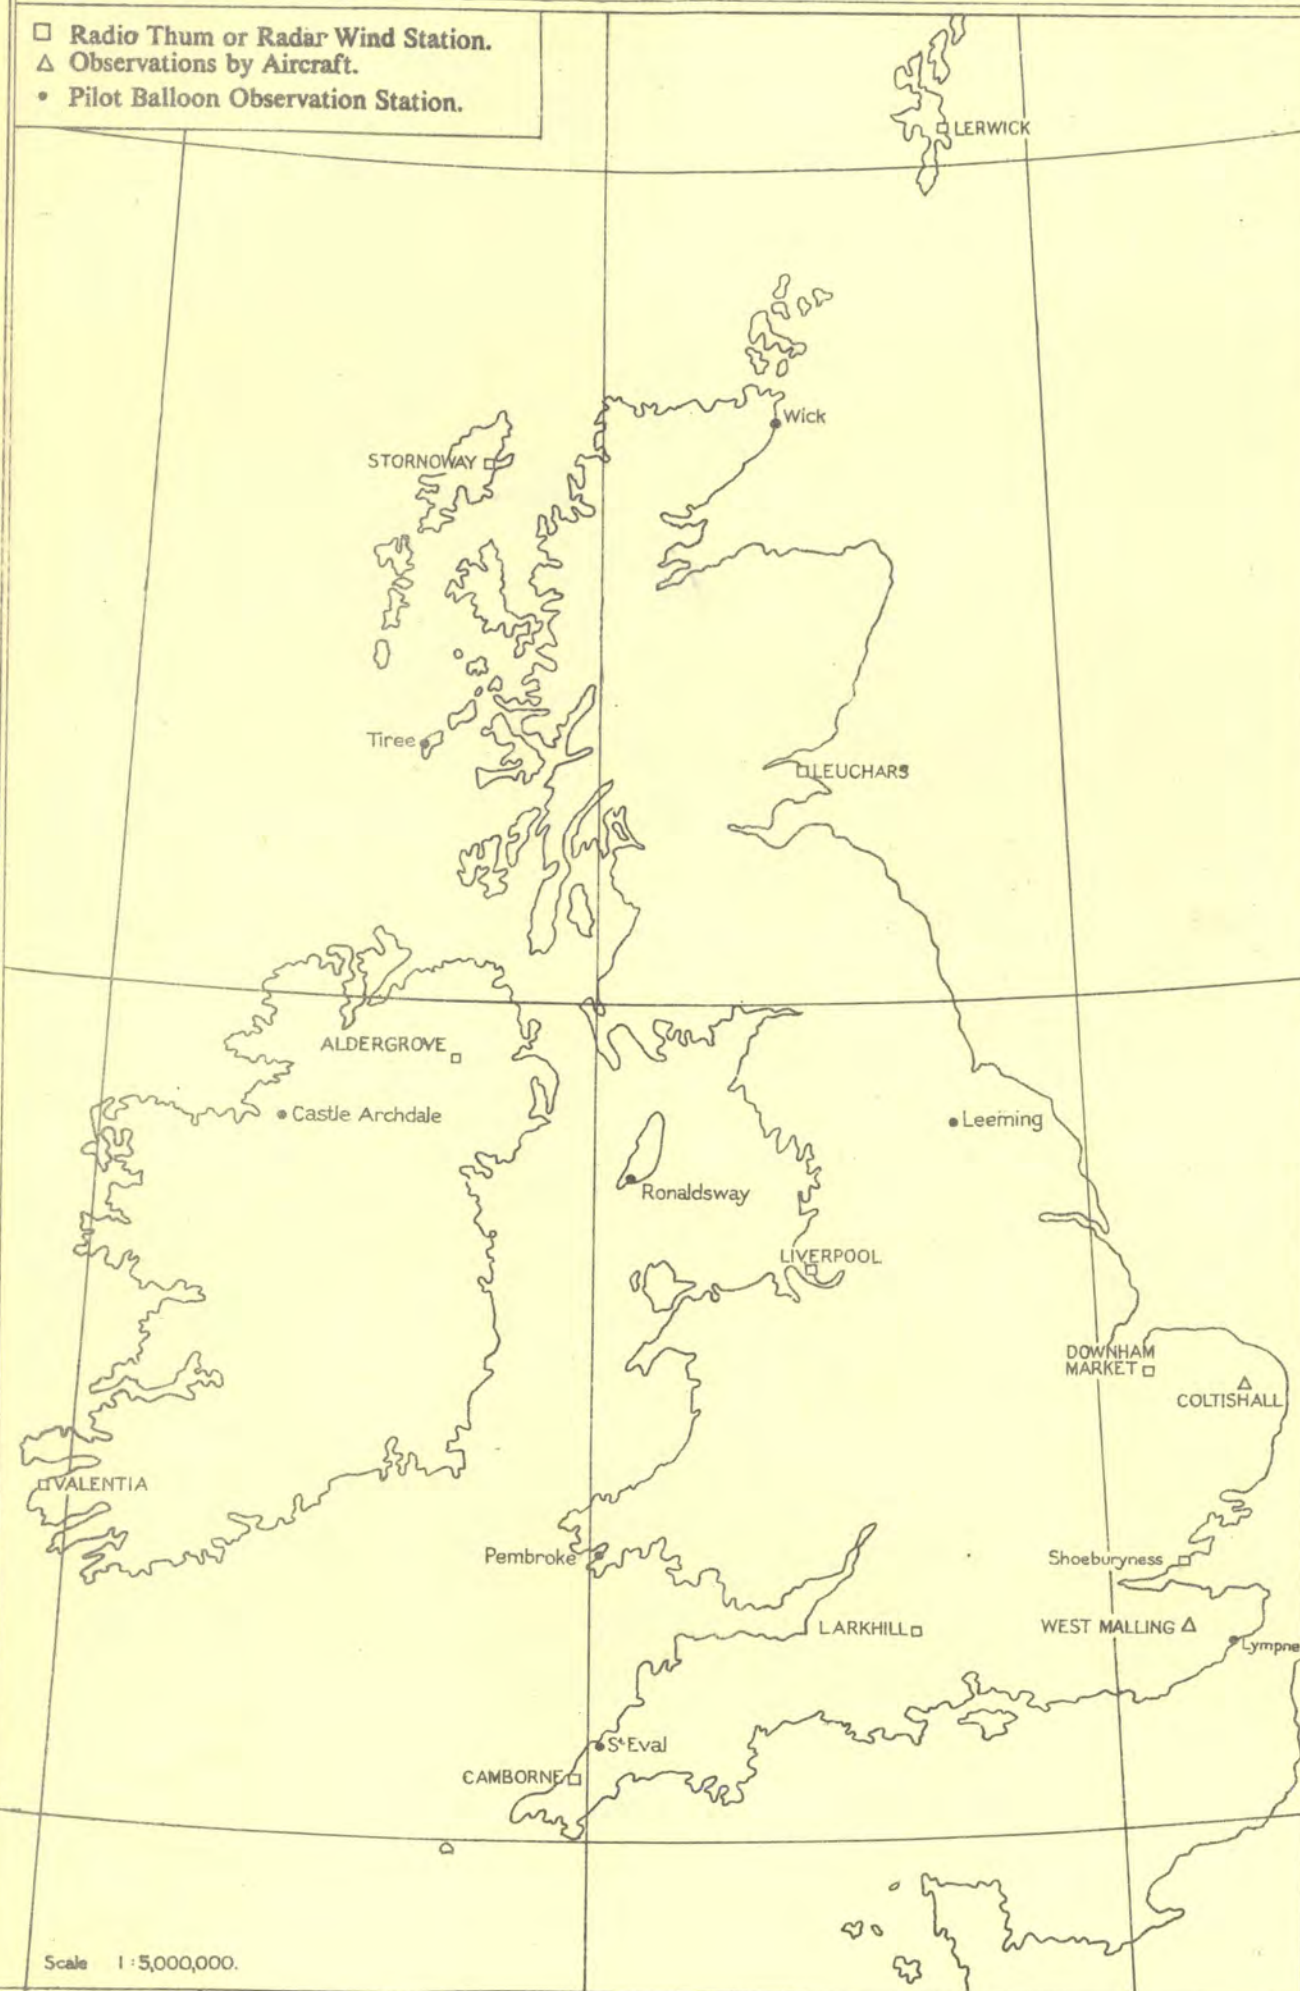 Radio Thum or Radar Wind Station.
Observations by Aircraft.
Pilot Balloon Observation Station.
LERWICK
Wick
STORNOWAY
Tiree
LEUCHARS
ALDERGROVE
Castle Archdale
Leeming
Ronaldsway
LIVERPOOL
DOWNHAM
MARKET
COLTISHALL
VALENTIA
Pembroke
Shoeburyness
LARKHILL
WEST MALLING
Lympne
St Eval
CAMBORNE
Scale 1:5,000,000.